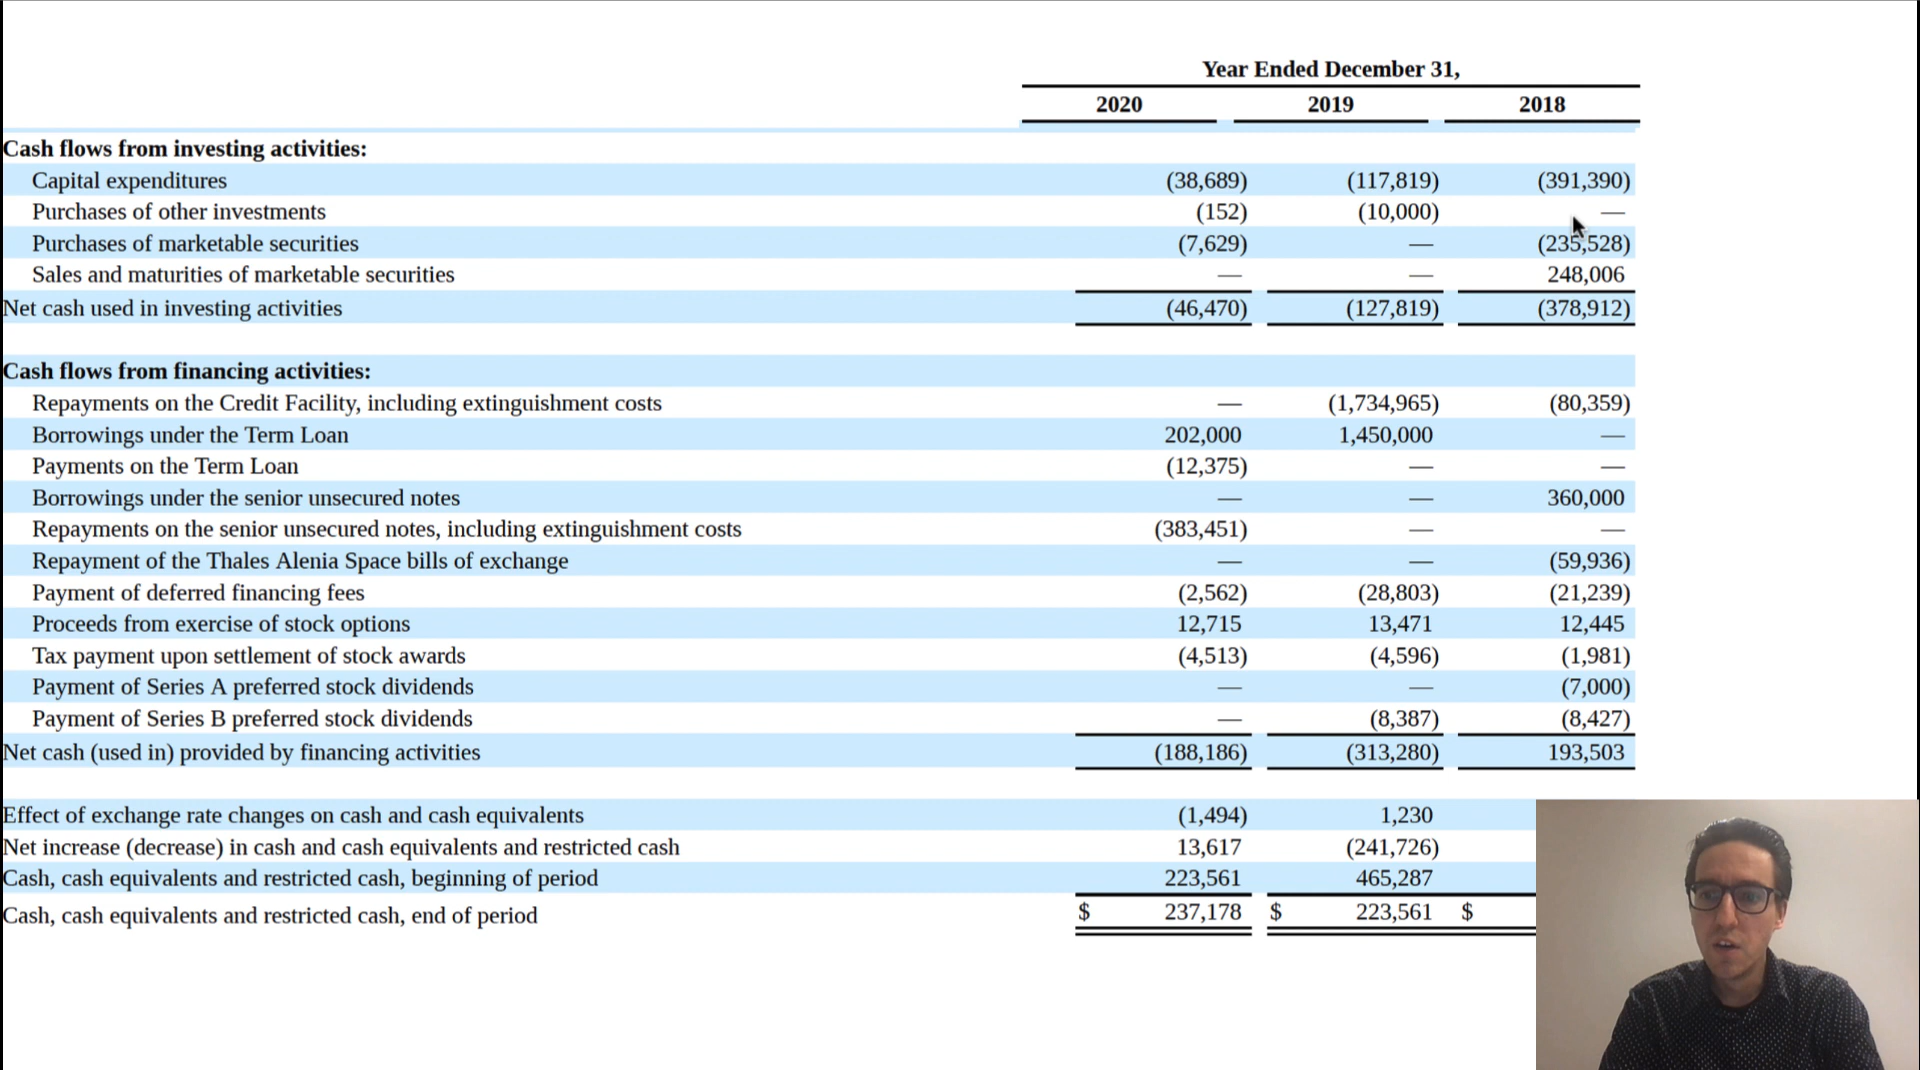 Year Ended December 31,
2020 2019 2018
Cash flows from investing activities:
Capital expenditures (38,689) (117,819) (391,390)
Purchases of other investments (152) (10,000) —
Purchases of marketable securities (7,629) — (235,528)
Sales and maturities of marketable securities — — 248,006
Net cash used in investing activities (46,470) (127,819) (378,912)
Cash flows from financing activities:
Repayments on the Credit Facility, including extinguishment costs — (1,734,965) (80,359)
Borrowings under the Term Loan 202,000 1,450,000 —
Payments on the Term Loan (12,375) — —
Borrowings under the senior unsecured notes — — 360,000
Repayments on the senior unsecured notes, including extinguishment costs (383,451) — —
Repayment of the Thales Alenia Space bills of exchange — — (59,936)
Payment of deferred financing fees (2,562) (28,803) (21,239)
Proceeds from exercise of stock options 12,715 13,471 12,445
Tax payment upon settlement of stock awards (4,513) (4,596) (1,981)
Payment of Series A preferred stock dividends — — (7,000)
Payment of Series B preferred stock dividends — (8,387) (8,427)
Net cash (used in) provided by financing activities (188,186) (313,280) 193,503
Effect of exchange rate changes on cash and cash equivalents (1,494) 1,230
Net increase (decrease) in cash and cash equivalents and restricted cash 13,617 (241,726)
Cash, cash equivalents and restricted cash, beginning of period 223,561 465,287
Cash, cash equivalents and restricted cash, end of period $ 237,178 $ 223,561 $